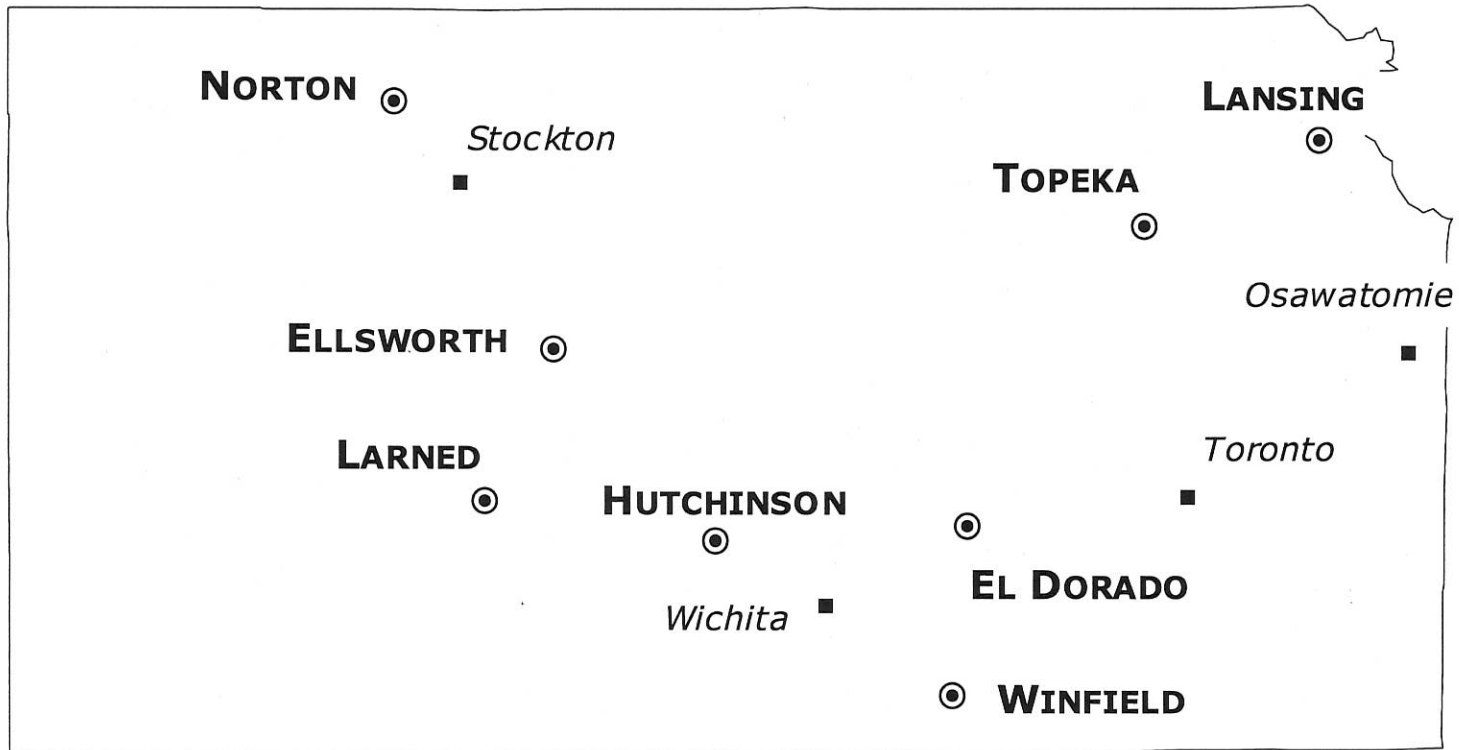 NORTON
LANSING
Stockton
TOPEKA
Osawatomie
ELLSWORTH
Toronto
LARNED
HUTCHINSON
EL DORADO
Wichita
WINFIELD